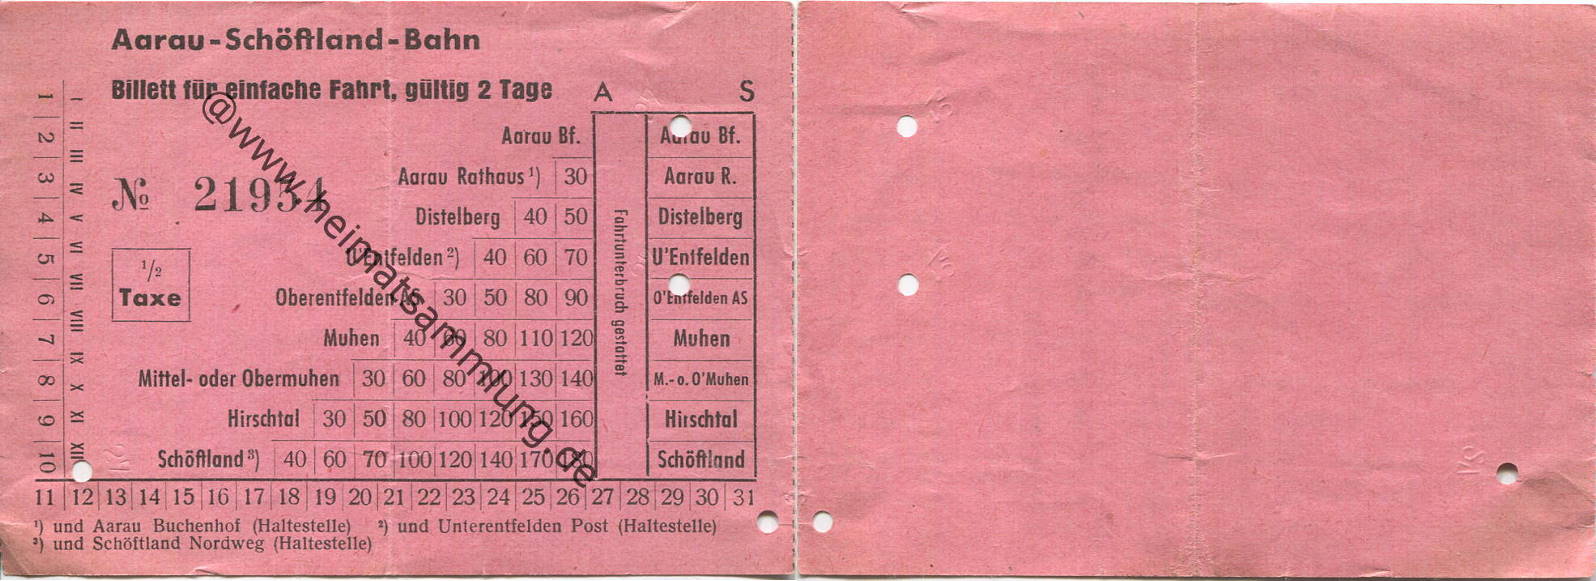 Aarau-Schöftland-Bahn
Billett für einfache Fahrt, gültig 2 Tage
A S
№ 21954
1/2
Taxe
Aarau Bf.
Aarau Rathaus ¹) 30
Distelberg 40 50
U'Entfelden ²) 40 60 70
Oberentfelden AS 30 50 80 90
Muhen 40 60 80 110 120
Mittel- oder Obermuhen 30 60 80 100 130 140
Hirschtal 30 50 80 100 120 150 160
Schöftland ³) 40 60 70 100 120 140 170
Fahrtunterbruch gestattet
Aarau Bf.
Aarau R.
Distelberg
U'Entfelden
O'Entfelden AS
Muhen
M.- o. O'Muhen
Hirschtal
Schöftland
1 2 3 4 5 6 7 8 9 10
I II III IV V VI VII VIII IX X XI XII
11 12 13 14 15 16 17 18 19 20 21 22 23 24 25 26 27 28 29 30 31
¹) und Aarau Buchenhof (Haltestelle) ²) und Unterentfelden Post (Haltestelle)
³) und Schöftland Nordweg (Haltestelle)
@www.heimatsammlung.de